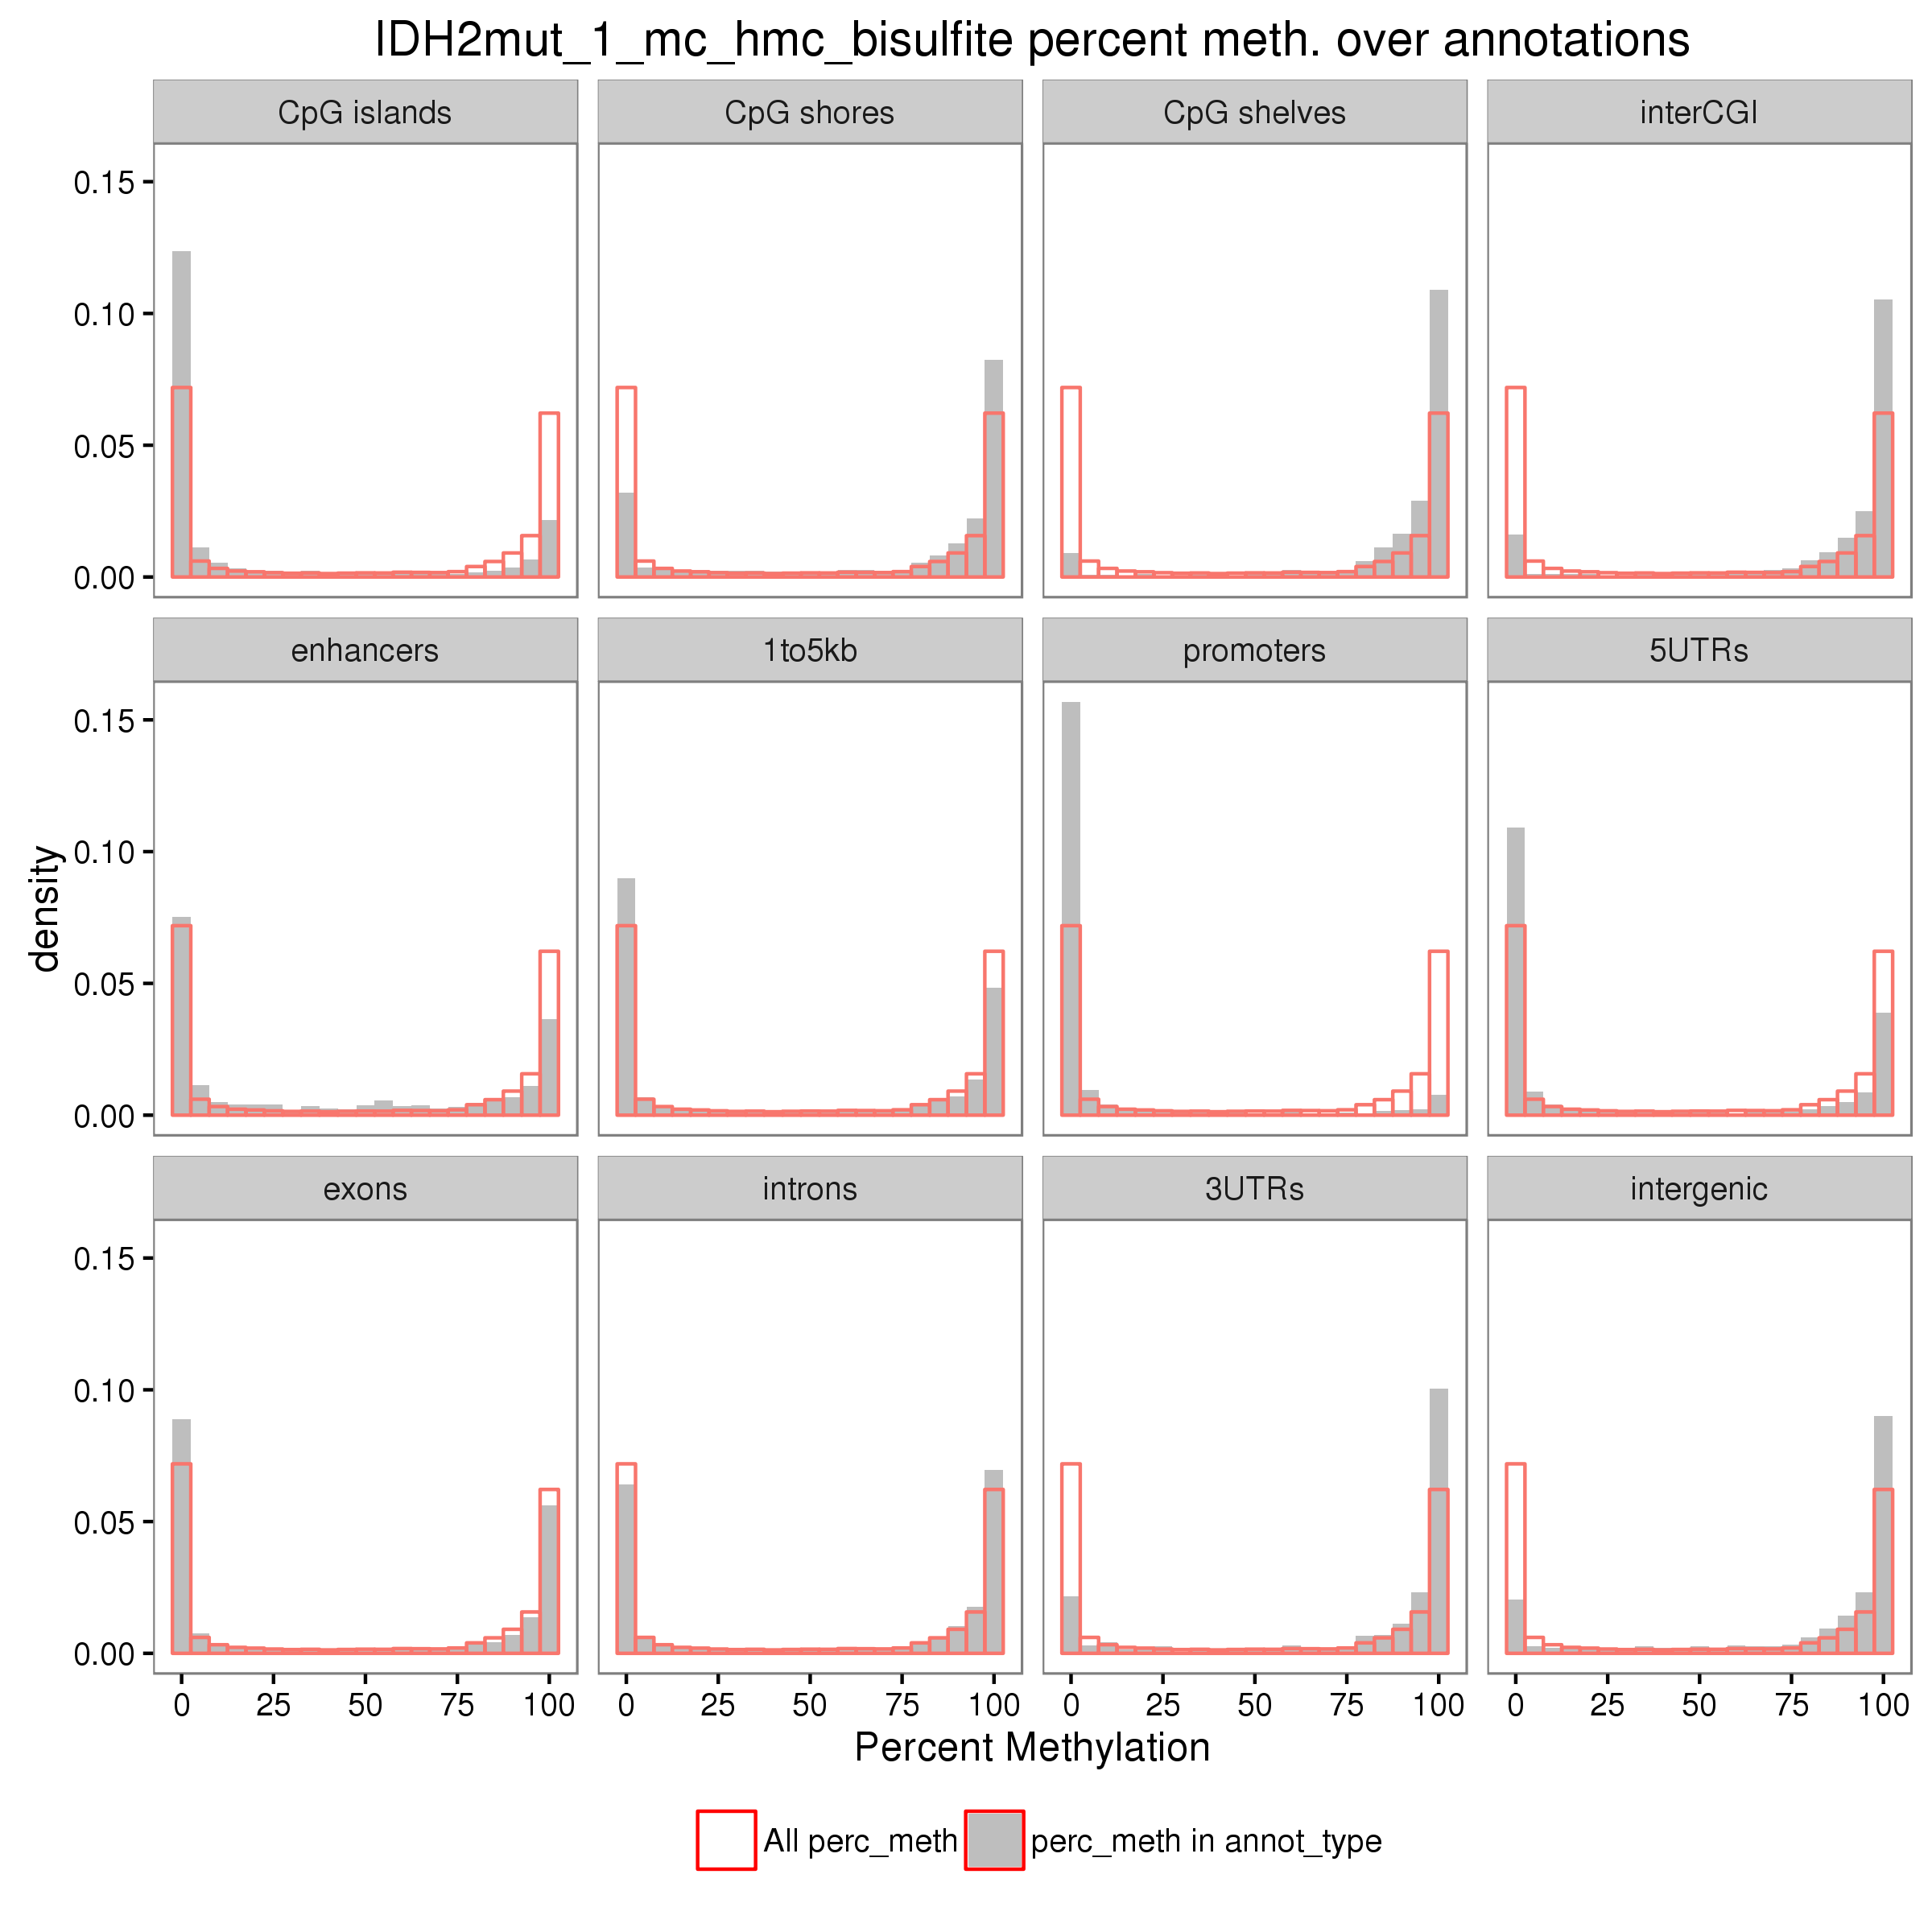 IDH2mut_1_mc_hmc_bisulfite percent meth. over annotations
CpG islands CpG shores CpG shelves interCGI
0.15
0.10
0.05
0.00
enhancers 1to5kb promoters 5UTRs
0.15
0.10
0.05
0.00
density
exons introns 3UTRs intergenic
0.15
0.10
0.05
0.00
0 25 50 75 100 0 25 50 75 100 0 25 50 75 100 0 25 50 75 100
Percent Methylation
All perc_meth perc_meth in annot_type